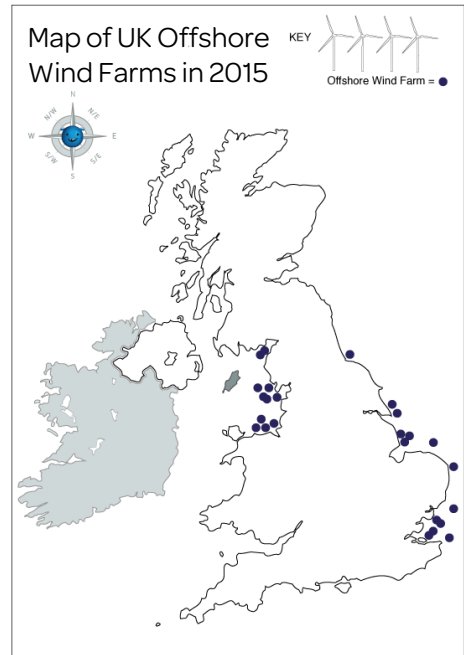 Map of UK Offshore
Wind Farms in 2015
KEY
Offshore Wind Farm =
N
N/W
N/E
W
E
S/W
S/E
S